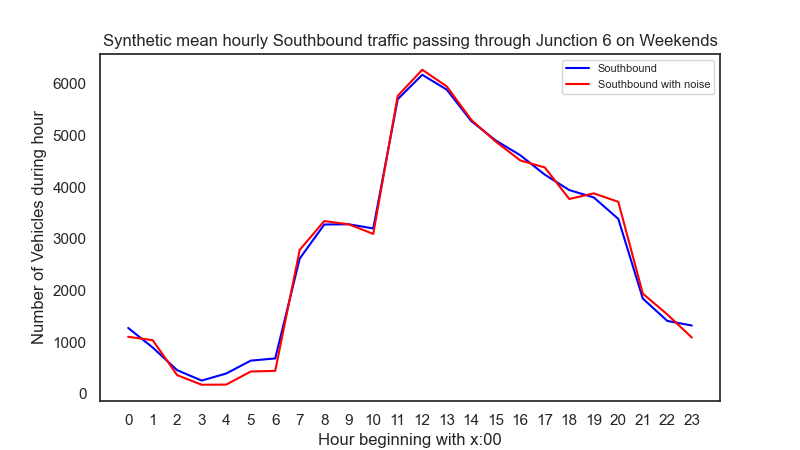 Synthetic mean hourly Southbound traffic passing through Junction 6 on Weekends
Southbound
Southbound with noise
Number of Vehicles during hour
6000
5000
4000
3000
2000
1000
0
0 1 2 3 4 5 6 7 8 9 10 11 12 13 14 15 16 17 18 19 20 21 22 23
Hour beginning with x:00